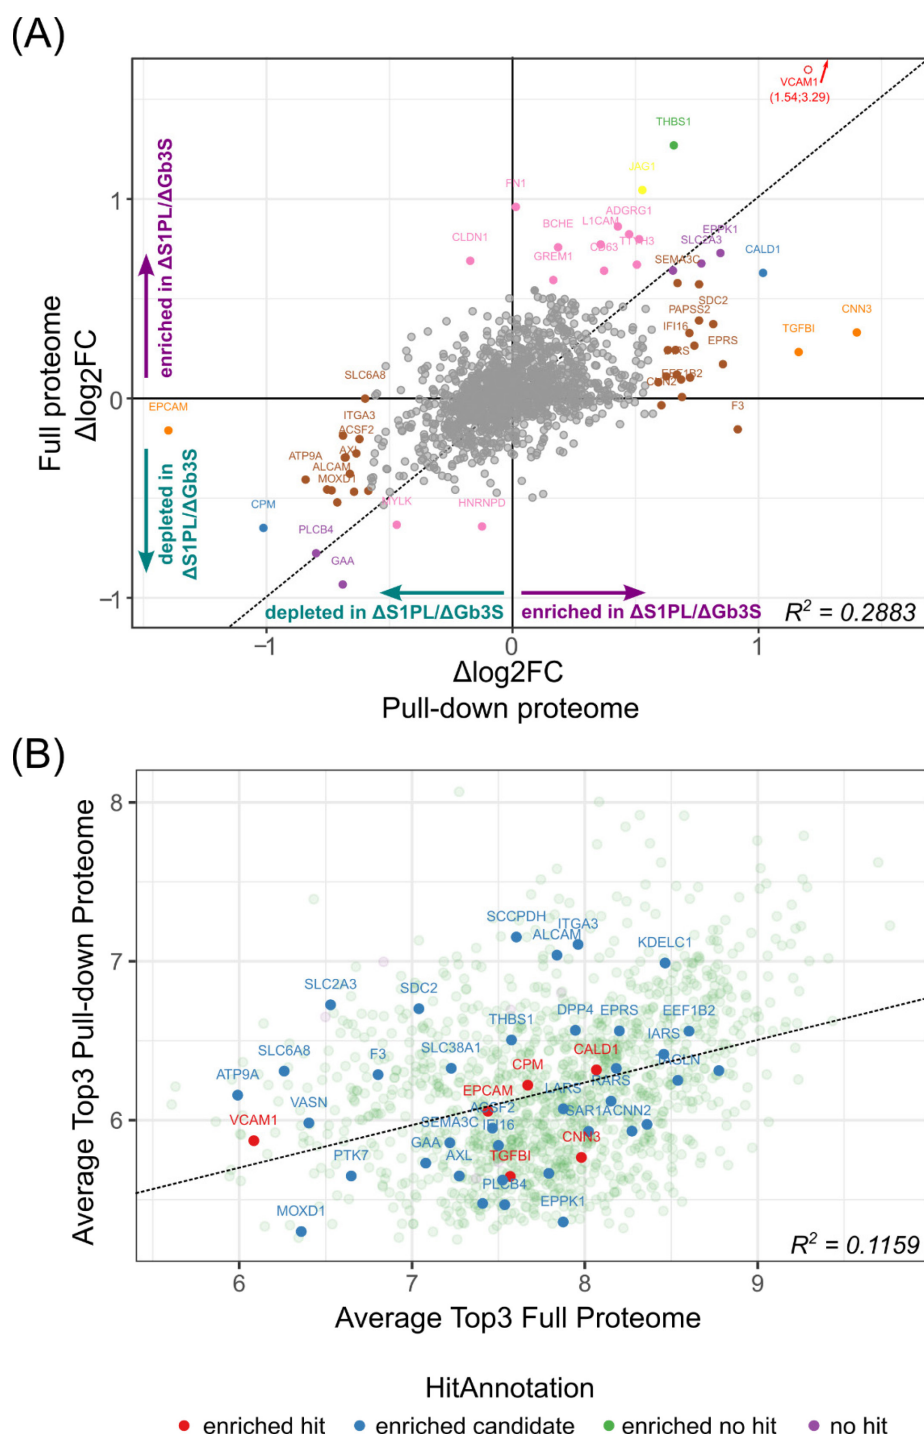 (A)
VCAM1
(1.54;3.29)
THBS1
JAG1
FN1
ADGRG1
L1CAM
BCHE
CLDN1
TTYH3
CD63
GREM1
EPPK1
SLC2A3
CALD1
SEMA3C
SDC2
PAPSS2
CNN3
TGFBI
IFI16
EPRS
EEF1B2
CNN2
F3
SLC6A8
EPCAM
ITGA3
ACSF2
AXL
ATP9A
ALCAM
MOXD1
CPM
MYLK
HNRNPD
PLCB4
GAA
1
0
−1
Full proteome
Δlog2FC
enriched in ΔS1PL/ΔGb3S
depleted in
ΔS1PL/ΔGb3S
depleted in ΔS1PL/ΔGb3S
enriched in ΔS1PL/ΔGb3S
R² = 0.2883
−1
0
1
Δlog2FC
Pull-down proteome
(B)
Average Top3 Pull-down Proteome
8
7
6
SCCPDH
ITGA3
ALCAM
KDELC1
SLC2A3
SDC2
THBS1
DPP4
EPRS
EEF1B2
SLC6A8
F3
SLC38A1
CPM
CALD1
IARS
ATP9A
EPCAM
LARS
VASN
ACSF2
VCAM1
SEMA3C
IFI16
SAR1A
CNN2
PTK7
GAA
AXL
TGFBI
CNN3
PLCB4
EPPK1
MOXD1
R² = 0.1159
6
7
8
9
Average Top3 Full Proteome
HitAnnotation
enriched hit
enriched candidate
enriched no hit
no hit